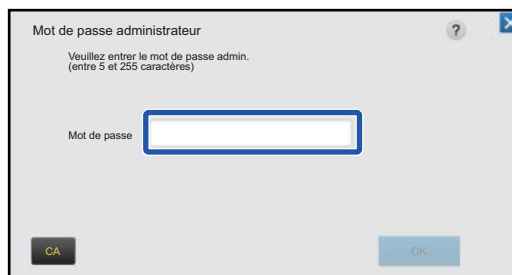 Mot de passe administrateur
?
Veuillez entrer le mot de passe admin.
(entre 5 et 255 caractères)
Mot de passe
CA
OK